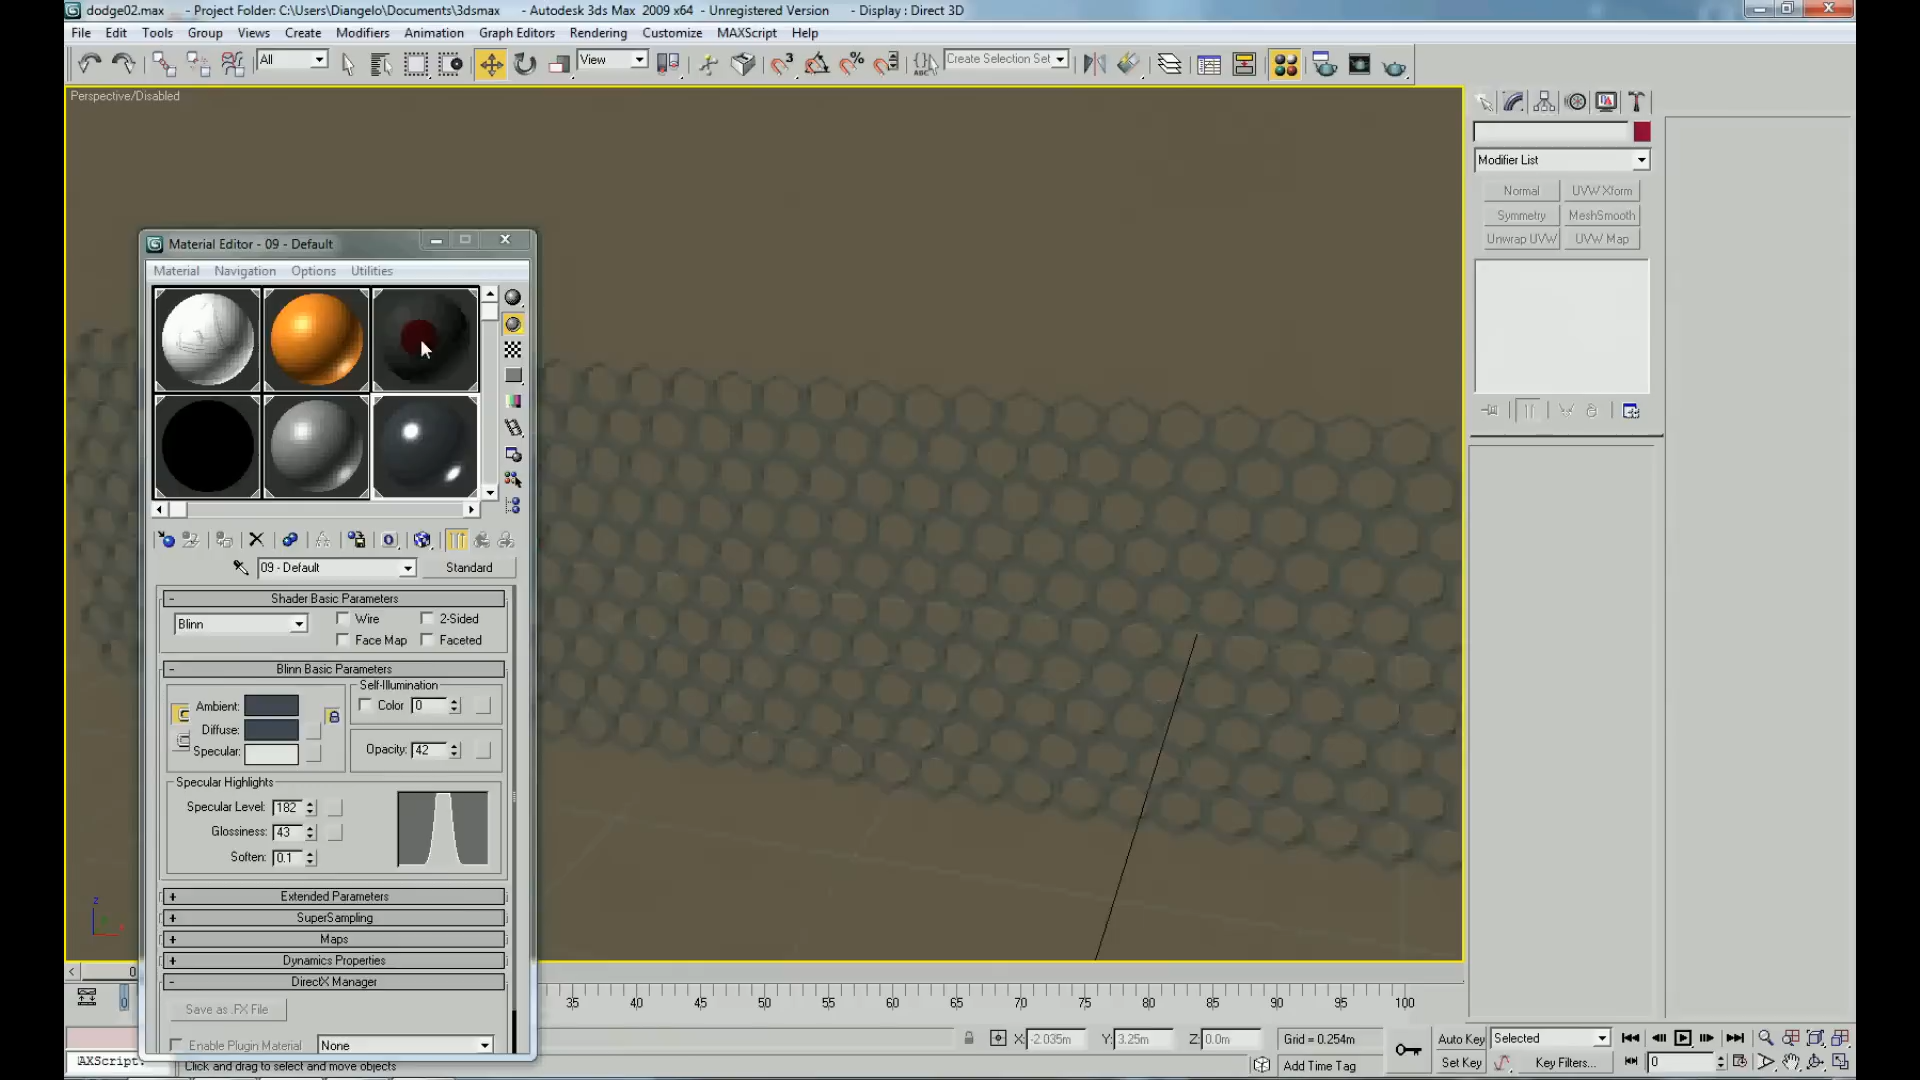 dodge02.max - Project Folder: C:\Users\Diangelo\Documents\3dsmax - Autodesk 3ds Max 2009 x64 - Unregistered Version - Display : Direct 3D
File Edit Tools Group Views Create Modifiers Animation Graph Editors Rendering Customize MAXScript Help
All View Create Selection Set
Perspective/Disabled
Modifier List
Normal UVW Xform
Symmetry MeshSmooth
Unwrap UVW UVW Map
Material Editor - 09 - Default
Material Navigation Options Utilities
09 - Default Standard
Shader Basic Parameters
Blinn Wire 2-Sided
Face Map Faceted
Blinn Basic Parameters
Self-Illumination
Ambient: Color 0
Diffuse:
Specular: Opacity: 42
Specular Highlights
Specular Level: 182
Glossiness: 43
Soften: 0.1
+ Extended Parameters
+ SuperSampling
+ Maps
+ Dynamics Properties
- DirectX Manager
Save as .FX File
Enable Plugin Material None
0
0 35 40 45 50 55 60 65 70 75 80 85 90 95 100
X: -2.035m Y: 3.25m Z: 0.0m Grid = 0.254m Auto Key Selected
AXScript. Click and drag to select and move objects Add Time Tag Set Key Key Filters... 0